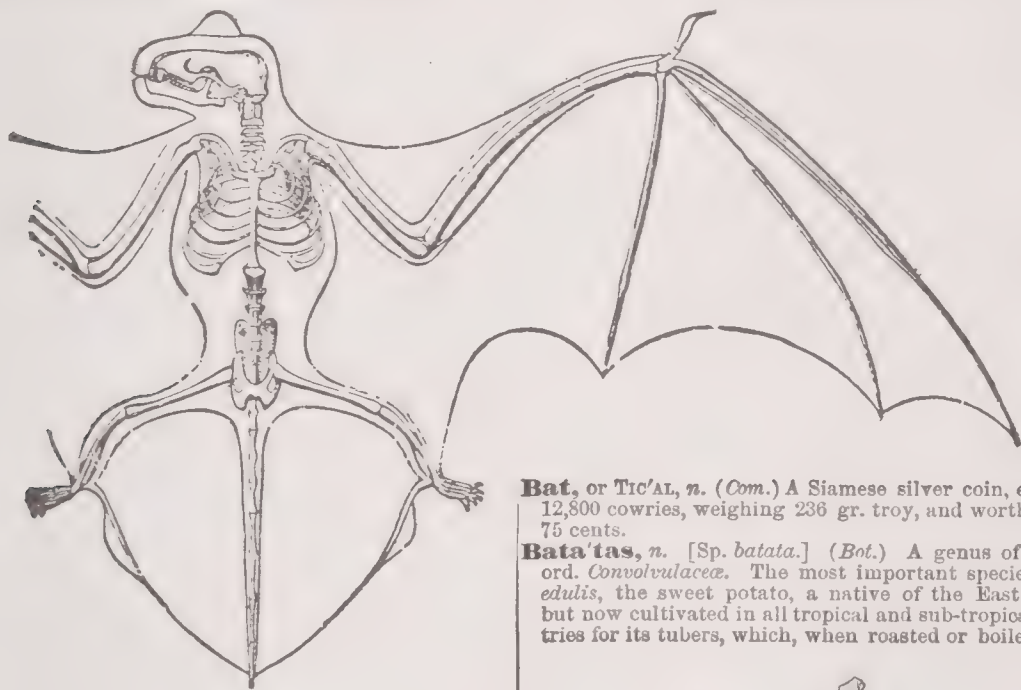 Bat, or TIC'AL, n. (Com.) A Siamese silver coin, e
12,800 cowries, weighing 236 gr. troy, and worth
75 cents.
Bata'tas, n. [Sp. batata.] (Bot.) A genus of
ord. Convolvulaceæ. The most important specie
edulis, the sweet potato, a native of the East
but now cultivated in all tropical and sub-tropica
tries for its tubers, which, when roasted or boile